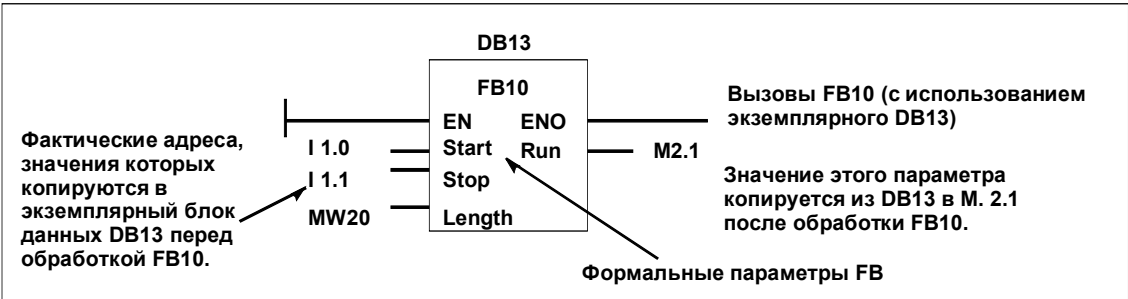 DB13
FB10
EN ENO
Start Run
Stop
Length
I 1.0
I 1.1
MW20
M2.1
Фактические адреса,
значения которых
копируются в
экземплярный блок
данных DB13 перед
обработкой FB10.
Вызовы FB10 (с использованием
экземплярного DB13)
Значение этого параметра
копируется из DB13 в М. 2.1
после обработки FB10.
Формальные параметры FB